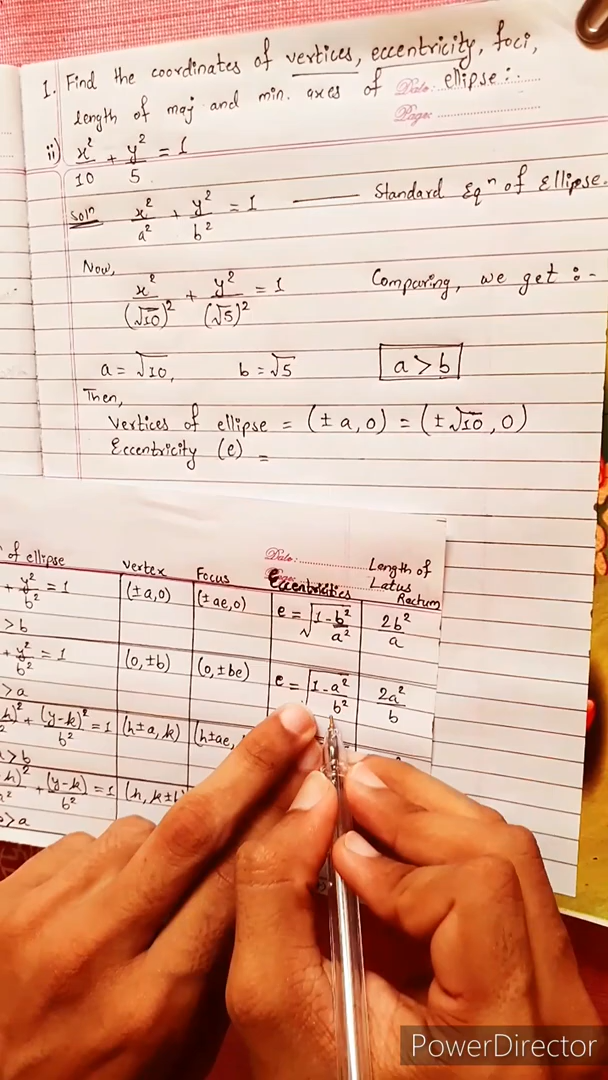 1. Find the coordinates of vertices, eccentricity, foci,
length of maj and min. axes of ellipse :
Date:
Page:
ii) x²/10 + y²/5 = 1
Solⁿ x²/a² + y²/b² = 1 —— Standard Eqⁿ of Ellipse.
Now,
x²/(√10)² + y²/(√5)² = 1 Comparing, we get :-
a = √10, b = √5 a > b
Then,
Vertices of ellipse = (± a, 0) = (± √10, 0)
Eccentricity (e) =
Date:
of ellipse Vertex Focus Eccentricities Length of Latus Rectum
+ y²/b² = 1 (± a, 0) (± ae, 0) e = √1 - b²/a² 2b²/a
> b
+ y²/b² = 1 (0, ± b) (0, ± be) e = √1 - a²/b² 2a²/b
> a
+ (y-k)²/b² = 1 (h ± a, k) (h ± ae,
> b
+ (y-k)²/b² = 1 (h, k ± b
> a
PowerDirector